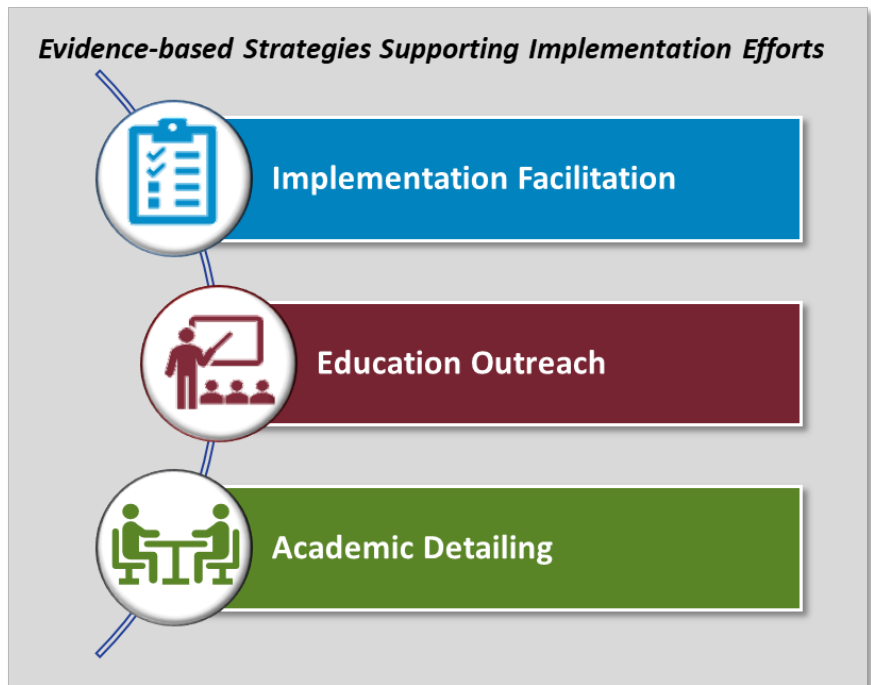 Evidence-based Strategies Supporting Implementation Efforts
Implementation Facilitation
Education Outreach
Academic Detailing